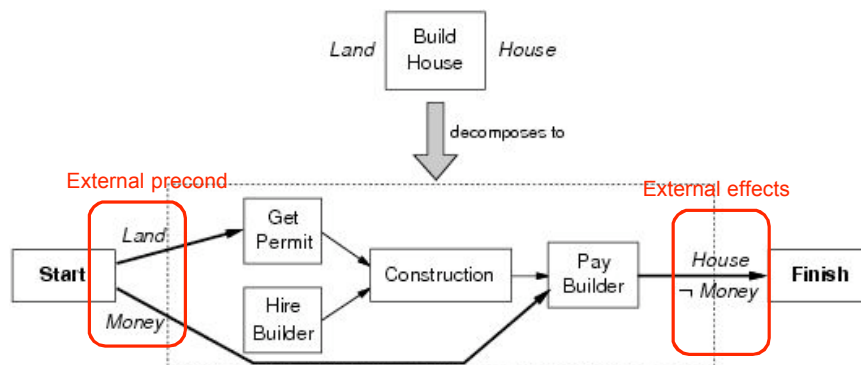 Land
Build
House
House
decomposes to
External precond
External effects
Land
Get
Permit
Start
Construction
Pay
Builder
House
¬ Money
Finish
Money
Hire
Builder